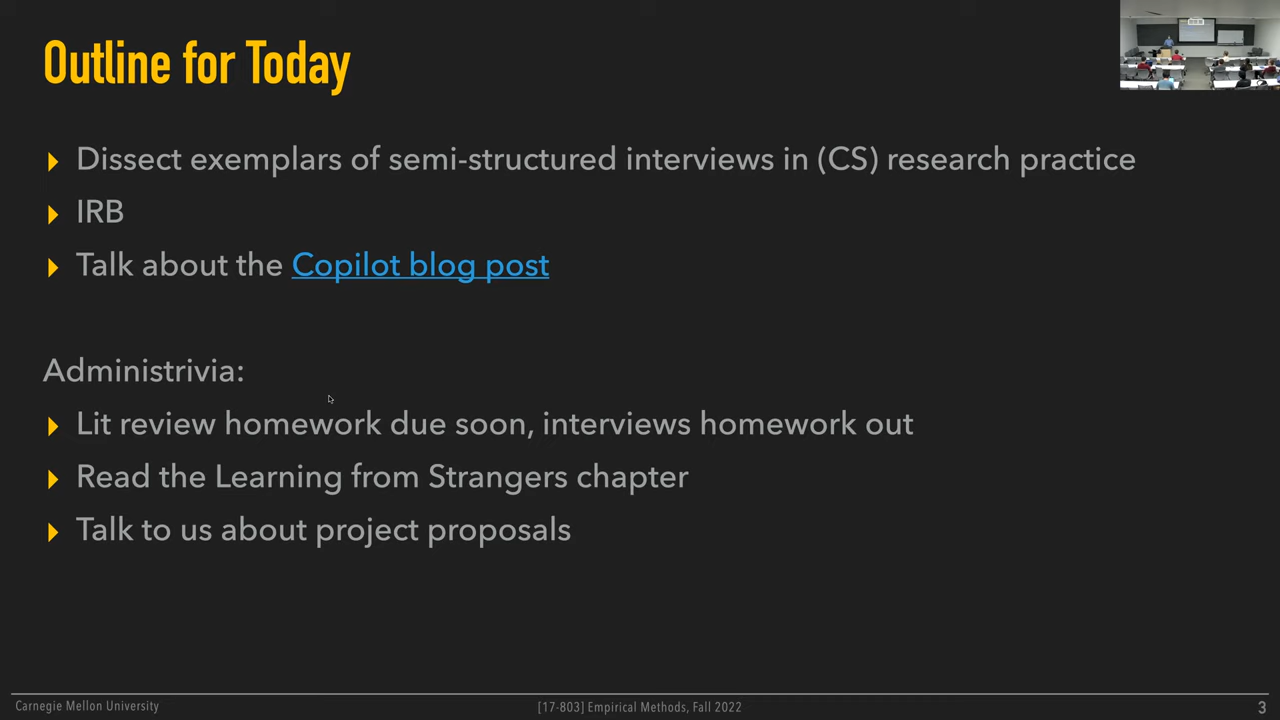 Outline for Today
Dissect exemplars of semi-structured interviews in (CS) research practice
IRB
Talk about the Copilot blog post
Administrivia:
Lit review homework due soon, interviews homework out
Read the Learning from Strangers chapter
Talk to us about project proposals
Carnegie Mellon University
[17-803] Empirical Methods, Fall 2022
3